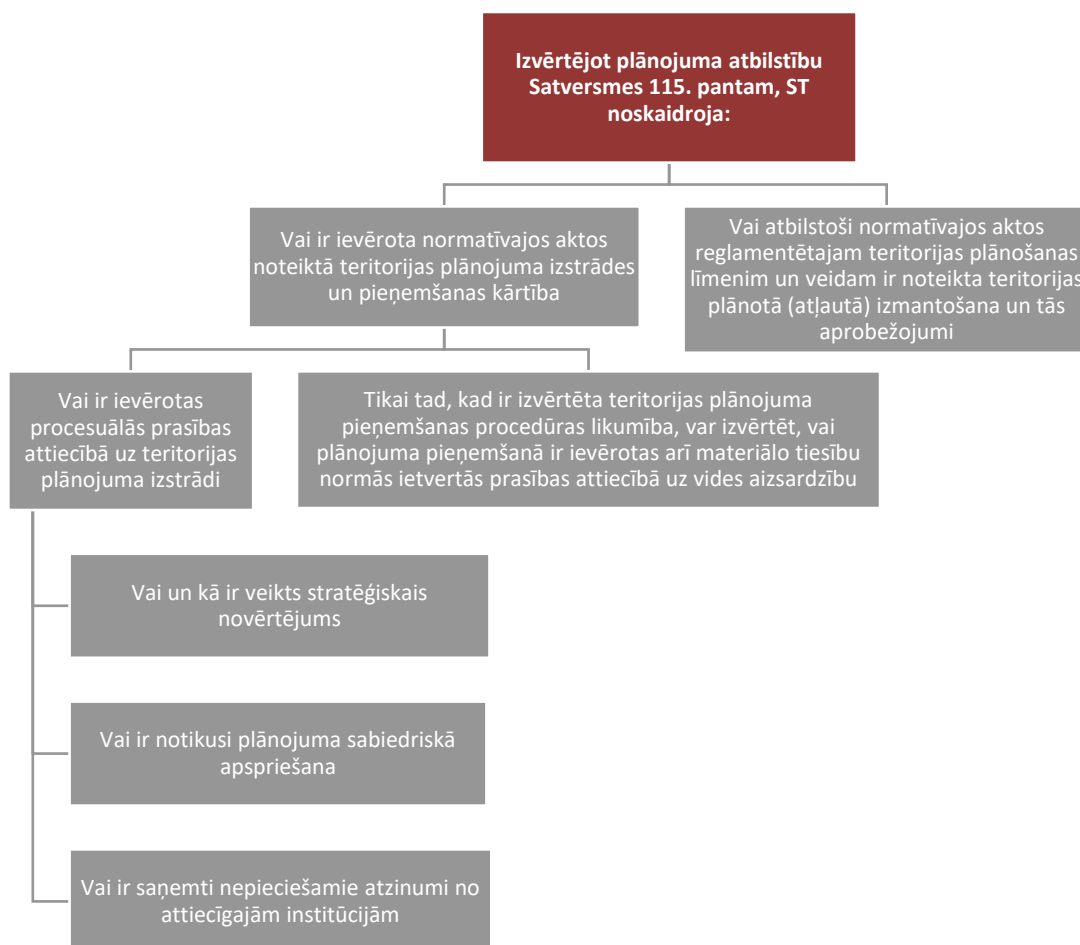 Izvērtējot plānojuma atbilstību
Satversmes 115. pantam, ST
noskaidroja:
Vai ir ievērota normatīvajos aktos
noteiktā teritorijas plānojuma izstrādes
un pieņemšanas kārtība
Vai atbilstoši normatīvajos aktos
reglamentētajam teritorijas plānošanas
līmenim un veidam ir noteikta teritorijas
plānotā (atļautā) izmantošana un tās
aprobežojumi
Vai ir ievērotas
procesuālās prasības
attiecībā uz teritorijas
plānojuma izstrādi
Tikai tad, kad ir izvērtēta teritorijas plānojuma
pieņemšanas procedūras likumība, var izvērtēt, vai
plānojuma pieņemšanā ir ievērotas arī materiālo tiesību
normās ietvertās prasības attiecībā uz vides aizsardzību
Vai un kā ir veikts stratēģiskais
novērtējums
Vai ir notikusi plānojuma sabiedriskā
apspriešana
Vai ir saņemti nepieciešamie atzinumi no
attiecīgajām institūcijām